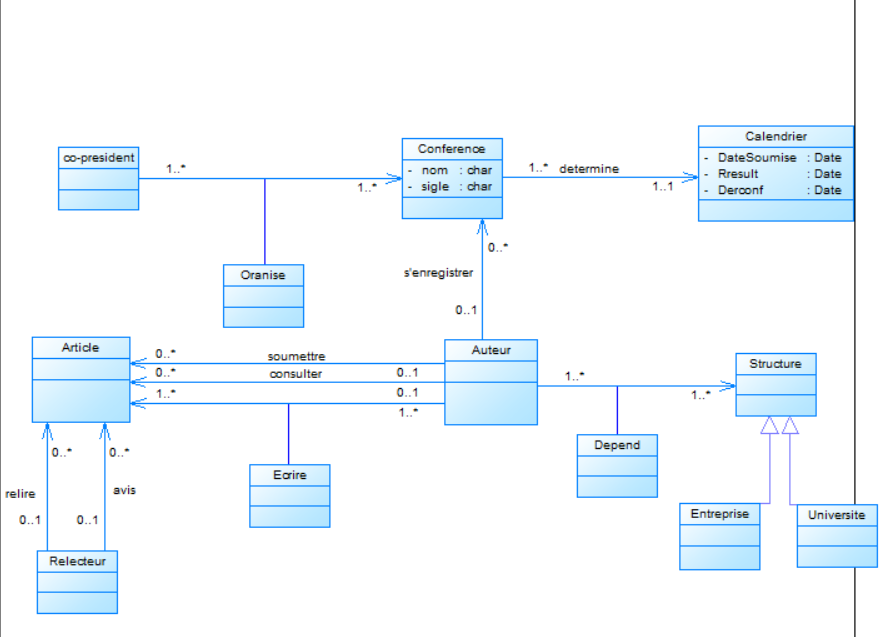 co-president
1..*
1..*
Conference
- nom : char
- sigle : char
1..*
determine
1..1
Calendrier
- DateSoumise : Date
- Rresult : Date
- Derconf : Date
Oranise
0..*
s'enregistrer
0..1
Article
0..*
soumettre
0..*
consulter
0..1
1..*
0..1
1..*
Auteur
1..*
1..*
Structure
Depend
Ecrire
0..*
0..*
relire
avis
0..1
0..1
Relecteur
Entreprise
Universite